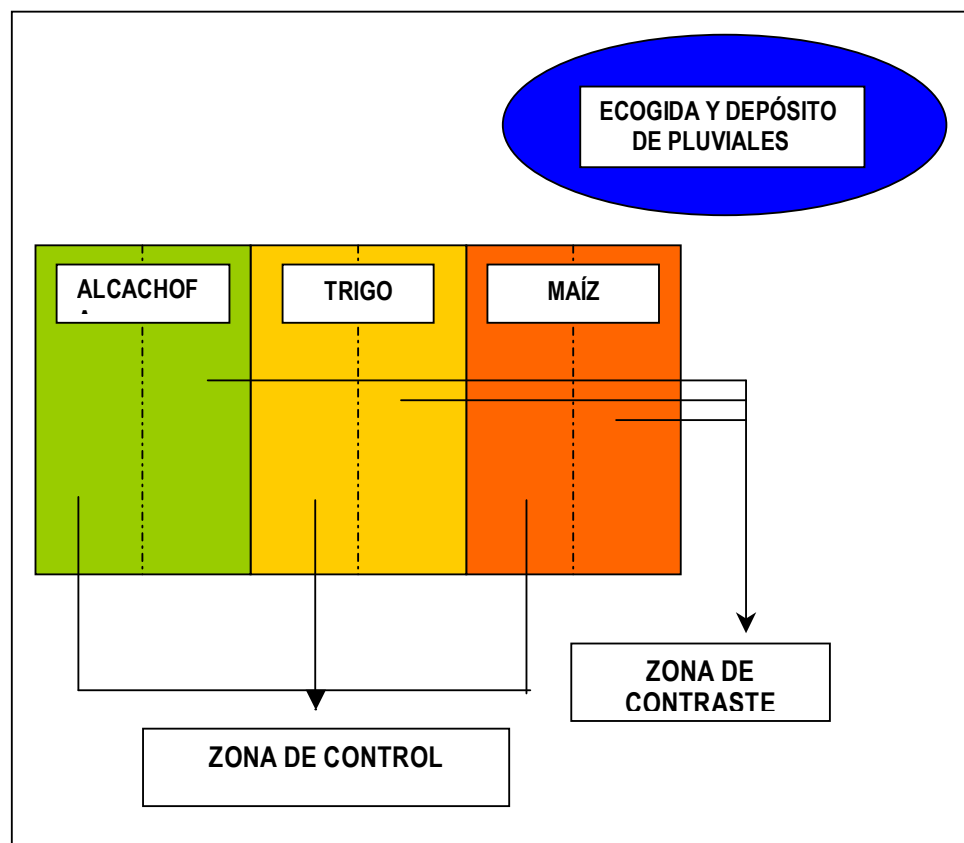 ECOGIDA Y DEPÓSITO
DE PLUVIALES
ALCACHOF
TRIGO
MAÍZ
ZONA DE
CONTRASTE
ZONA DE CONTROL